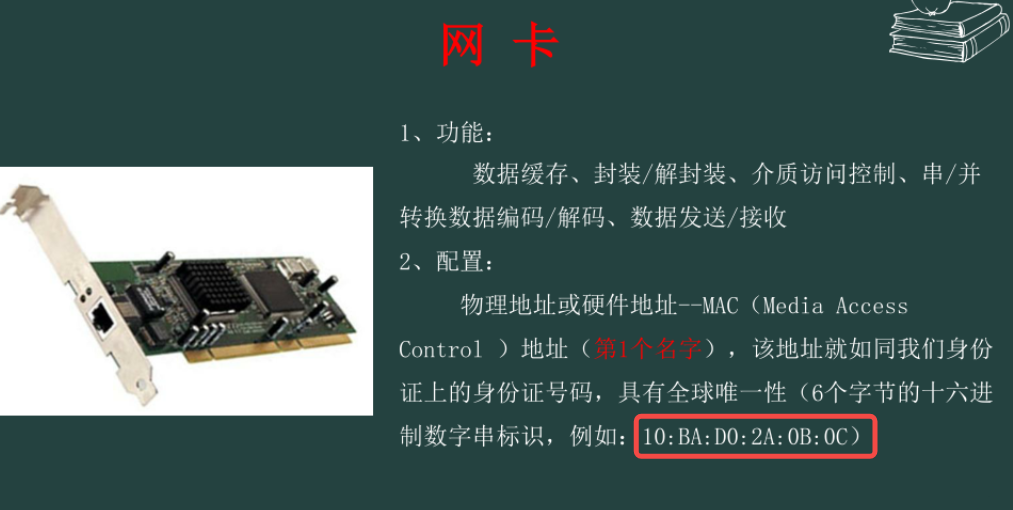 网 卡
1、功能：
数据缓存、封装/解封装、介质访问控制、串/并
转换数据编码/解码、数据发送/接收
2、配置：
物理地址或硬件地址--MAC（Media Access
Control ）地址（第1个名字），该地址就如同我们身份
证上的身份证号码，具有全球唯一性（6个字节的十六进
制数字串标识，例如：10:BA:D0:2A:0B:0C）